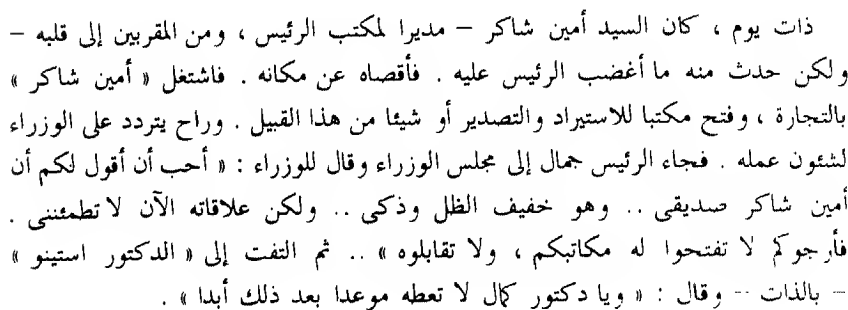 ذات يوم ، كان السيد أمين شاكر – مديرا لمكتب الرئيس ، ومن المقربين إلى قلبه –
ولكن حدث منه ما أغضب الرئيس عليه . فأقصاه عن مكانه . فاشتغل « أمين شاكر »
بالتجارة ، وفتح مكتبا للاستيراد والتصدير أو شيئا من هذا القبيل . وراح يتردد على الوزراء
لشئون عمله . فجاء الرئيس جمال إلى مجلس الوزراء وقال للوزراء : « أحب أن أقول لكم أن
أمين شاكر صديقى .. وهو خفيف الظل وذكى .. ولكن علاقاته الآن لا تطمئننى .
فأرجوكم لا تفتحوا له مكاتبكم ، ولا تقابلوه » .. ثم التفت إلى « الدكتور استينو »
– بالذات – وقال : « ويا دكتور كمال لا تعطه موعدا بعد ذلك أبدا » .